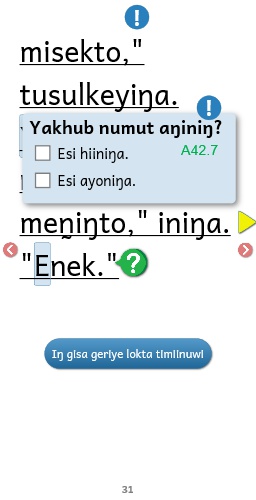 misekto,"
tusulkeyiŋa.
Yakhub numut aŋiniŋ?
Esi hiiniŋa.
A42.7
Esi ayoniŋa.
meņiŋto," iniŋa.
"Enek."
?
Iŋ gisa geriye lokta timiinuwi
31